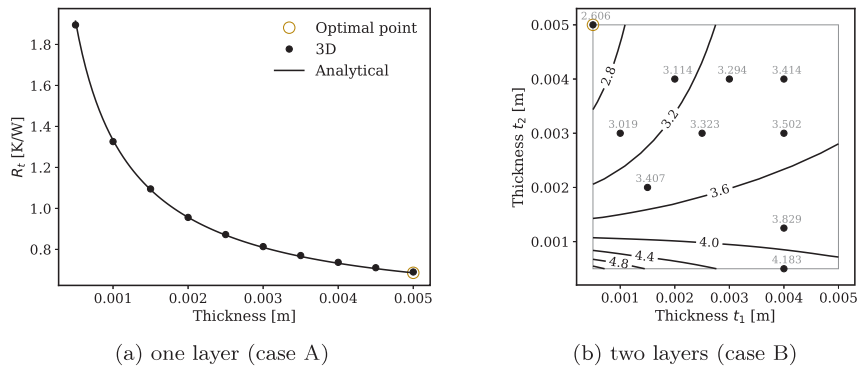 1.8
1.6
1.4
1.2
1.0
0.8
R_t [K/W]
Optimal point
3D
Analytical
0.001 0.002 0.003 0.004 0.005
Thickness [m]
(a) one layer (case A)
0.005
0.004
0.003
0.002
0.001
Thickness t_2 [m]
2.606
2.8
3.114 3.294 3.414
3.2
3.019 3.323 3.502
3.407
3.6
3.829
4.0
4.4
4.8
4.183
0.001 0.002 0.003 0.004 0.005
Thickness t_1 [m]
(b) two layers (case B)